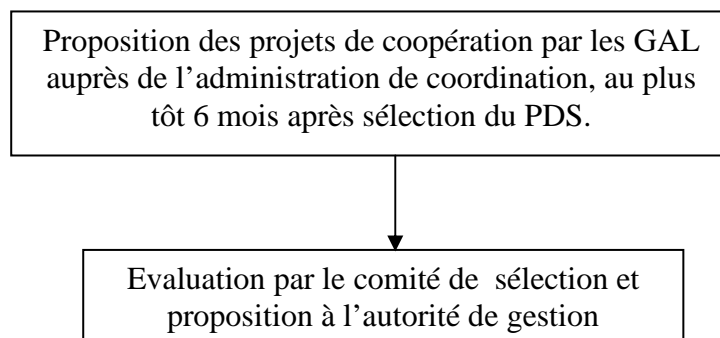 Proposition des projets de coopération par les GAL
auprès de l’administration de coordination, au plus
tôt 6 mois après sélection du PDS.
Evaluation par le comité de  sélection et
proposition à l’autorité de gestion